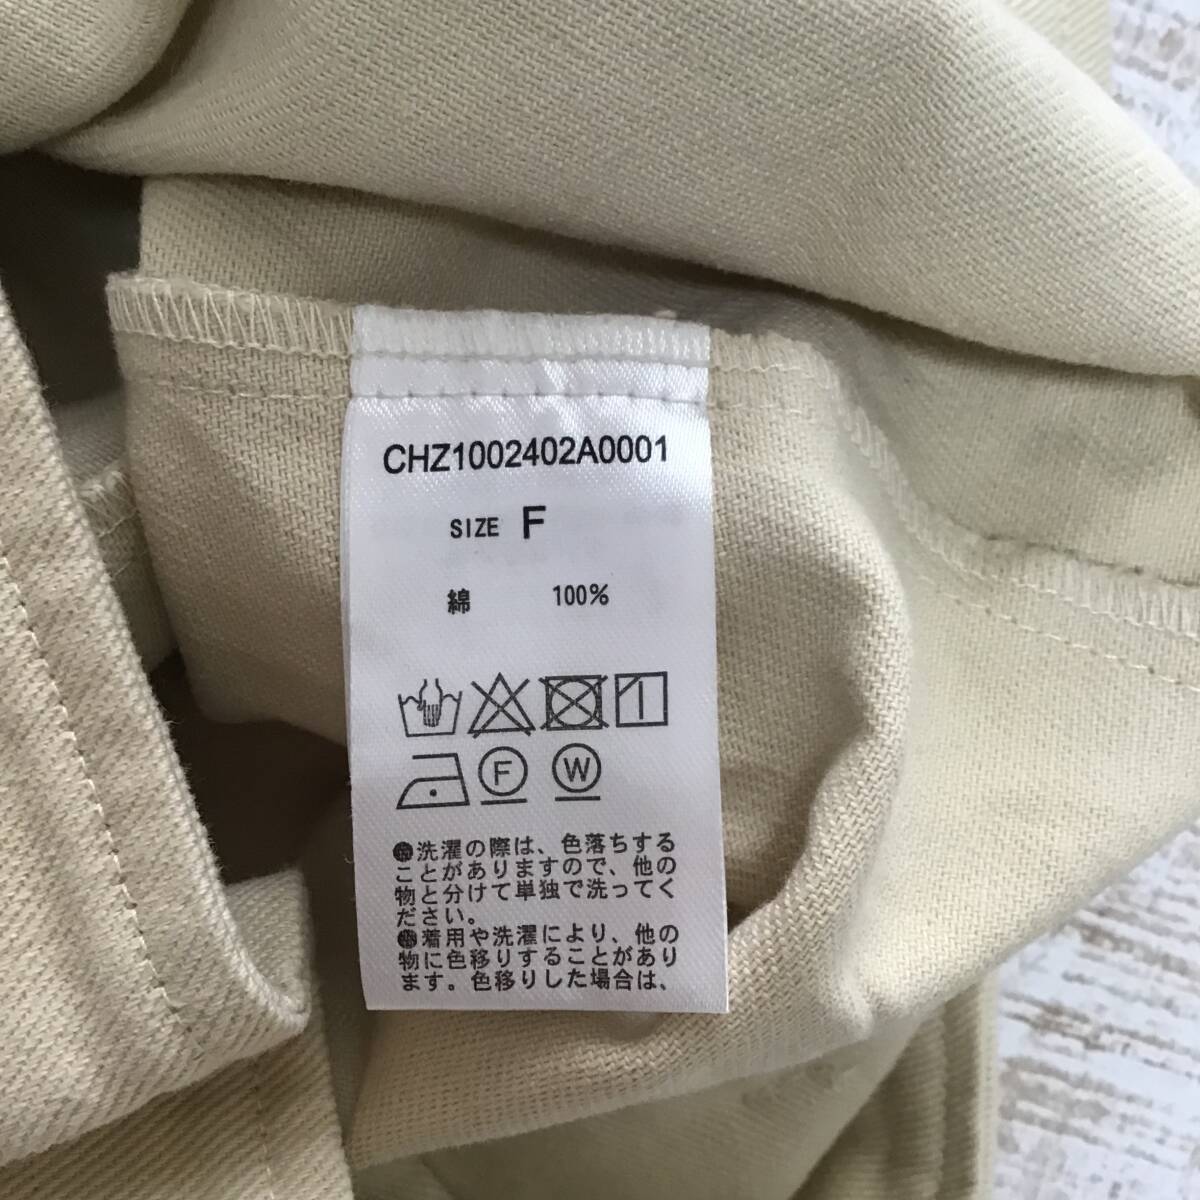 CHZ1002402A0001
SIZE F
綿 100%
F W
●洗濯の際は、色落ちする
ことがありますので、他の
物と分けて単独で洗ってく
ださい。
●着用や洗濯により、他の
物に色移りすることがあり
ます。色移りした場合は、